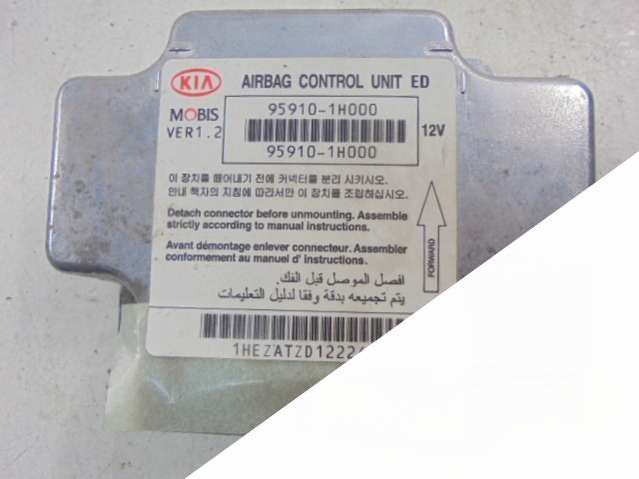 KIA AIRBAG CONTROL UNIT ED
MOBIS
VER1.2
95910-1H000
95910-1H000
12V
이 장치를 떼어내기 전에 커넥터를 분리 시키시오.
안내 책자의 지침에 따라서만 이 장치를 조립하십시오.
Detach connector before unmounting. Assemble
strictly according to manual instructions.
Avant démontage enlever connecteur. Assembler
conformement au manuel d' instructions.
افصل الموصل قبل الفك.
يتم تجميعه بدقة وفقا لدليل التعليمات
FORWARD
1HEZATZD1222